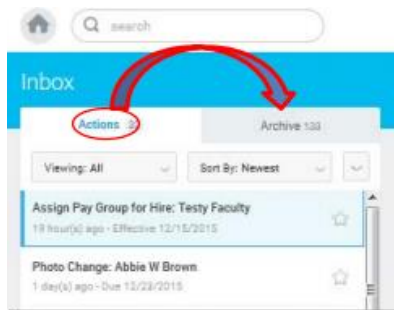 search
Inbox
Actions
Archive 133
Viewing: All
Sort By: Newest
Assign Pay Group for Hire: Testy Faculty
19 hour(s) ago - Effective 12/15/2015
Photo Change: Abbie W Brown
1 day(s) ago - Due 12/23/2015